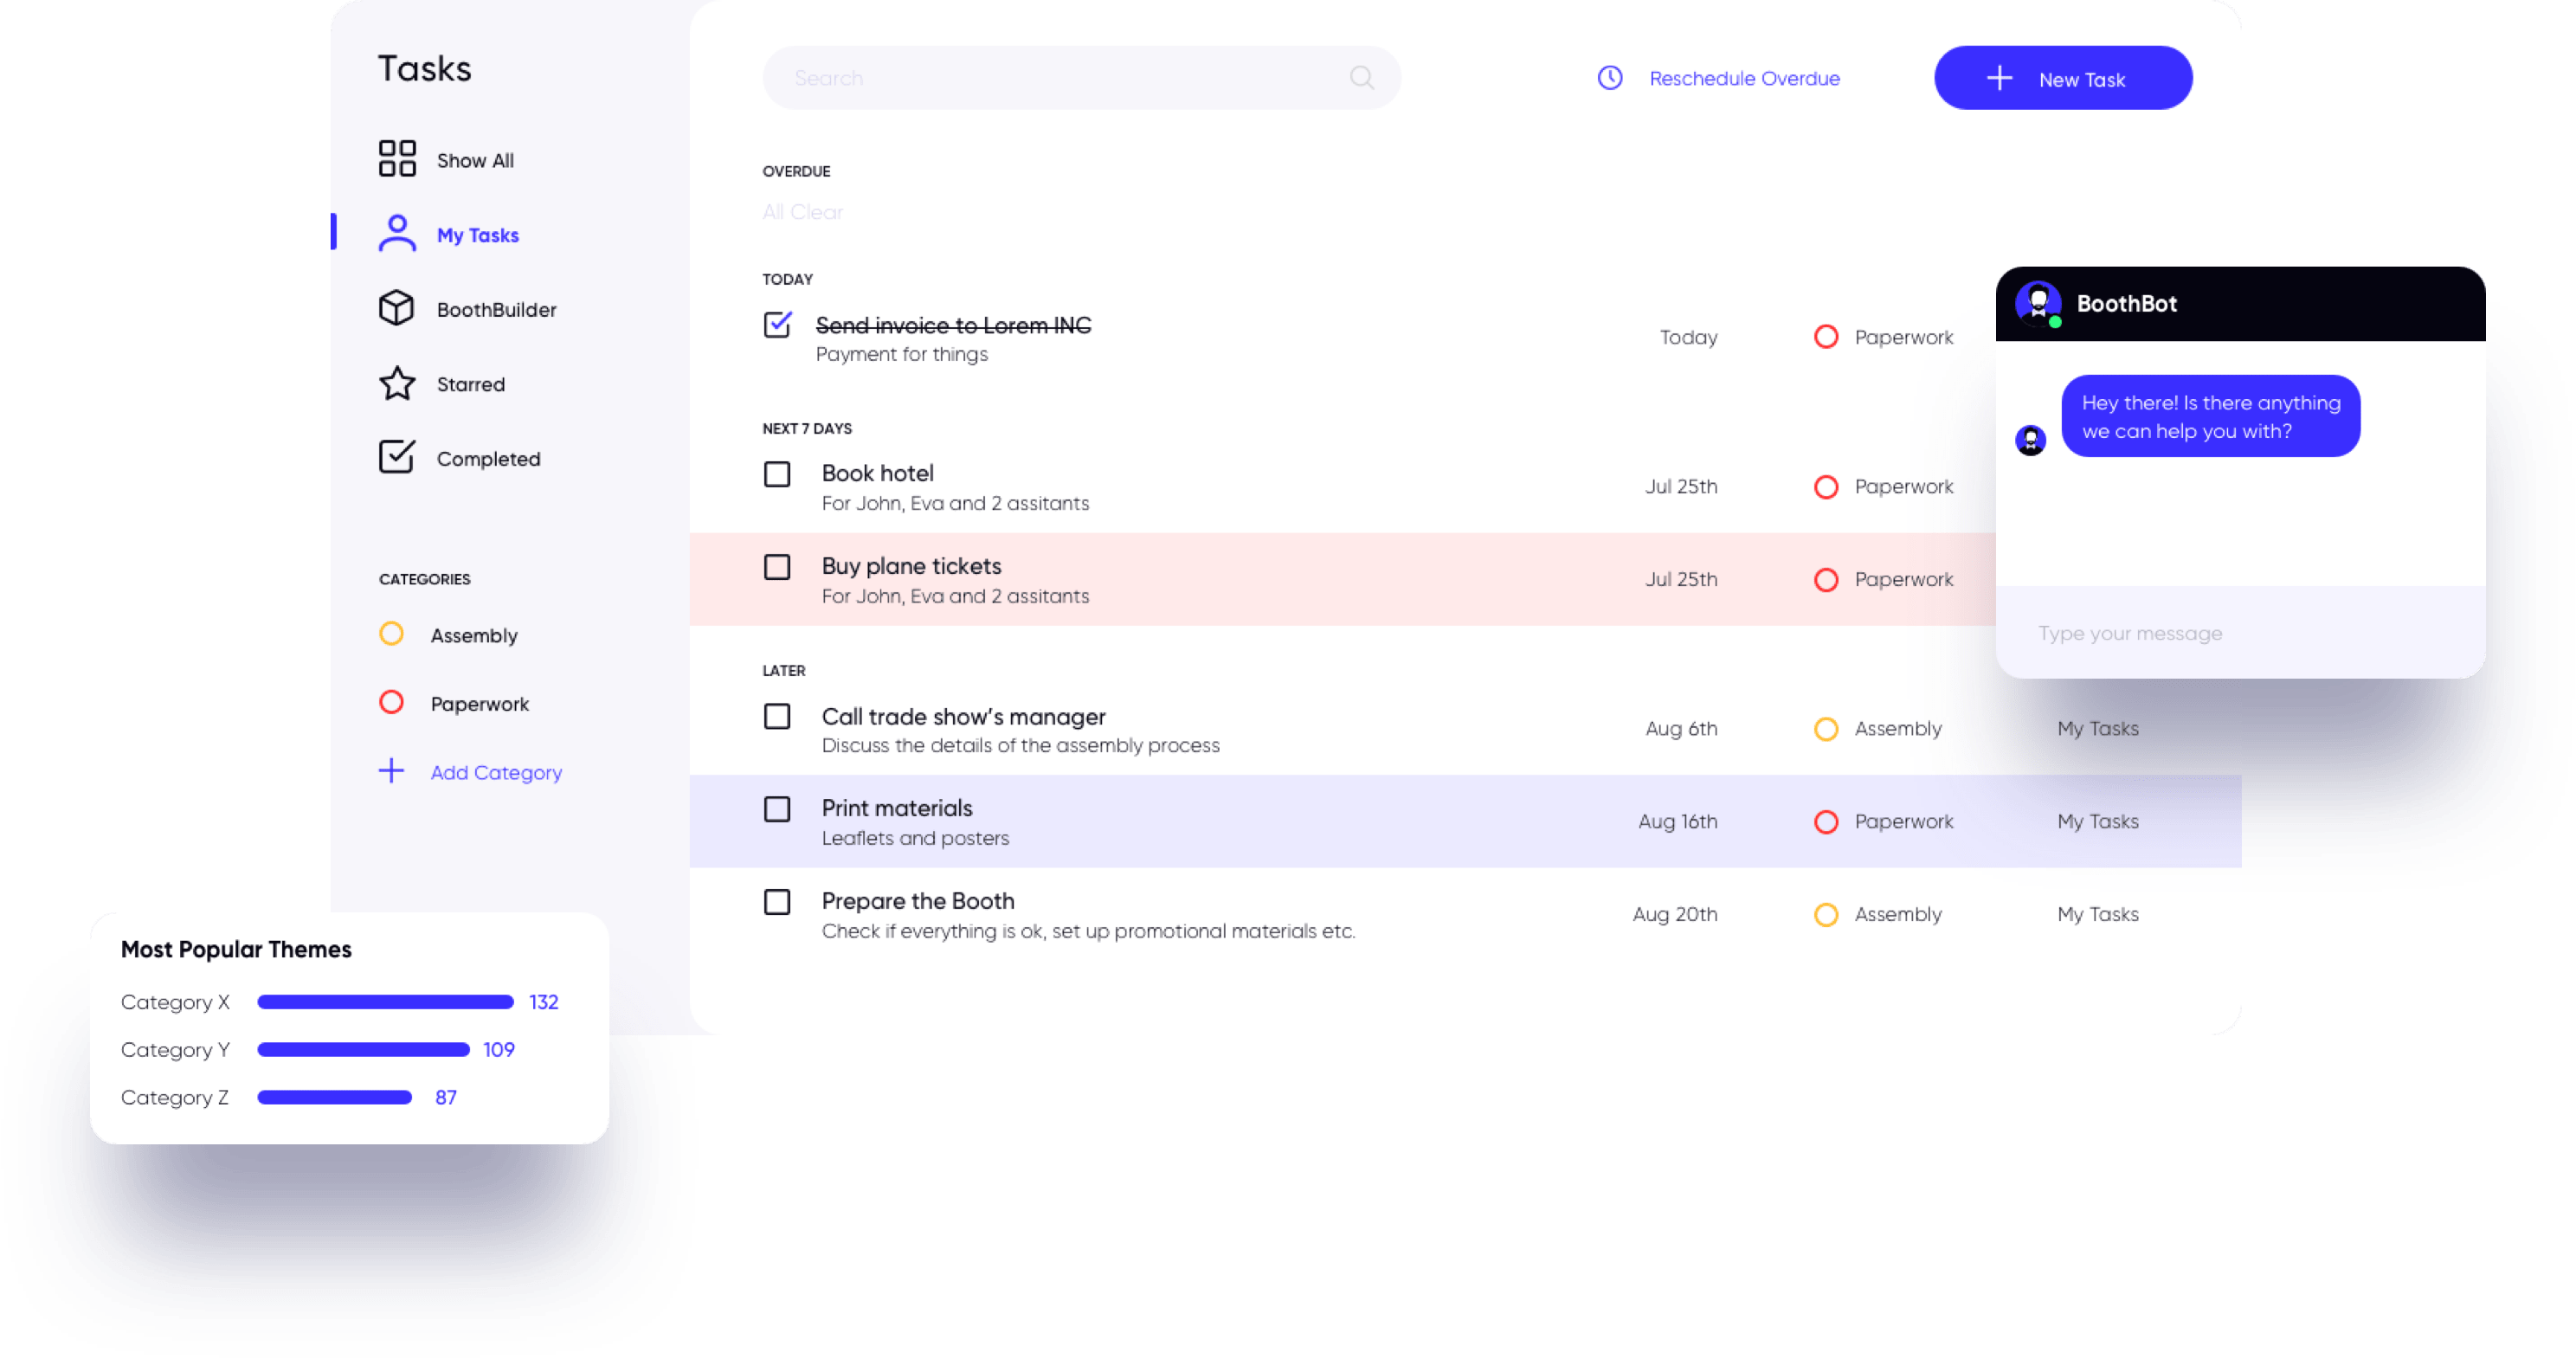 Tasks
Show All
My Tasks
BoothBuilder
Starred
Completed
CATEGORIES
Assembly
Paperwork
Add Category
Search
Reschedule Overdue
New Task
OVERDUE
All Clear
TODAY
Send invoice to Lorem INC
Payment for things
Today
Paperwork
NEXT 7 DAYS
Book hotel
For John, Eva and 2 assitants
Jul 25th
Paperwork
Buy plane tickets
For John, Eva and 2 assitants
Jul 25th
Paperwork
LATER
Call trade show's manager
Discuss the details of the assembly process
Aug 6th
Assembly
My Tasks
Print materials
Leaflets and posters
Aug 16th
Paperwork
My Tasks
Prepare the Booth
Check if everything is ok, set up promotional materials etc.
Aug 20th
Assembly
My Tasks
BoothBot
Hey there! Is there anything
we can help you with?
Type your message
Most Popular Themes
Category X 132
Category Y 109
Category Z 87